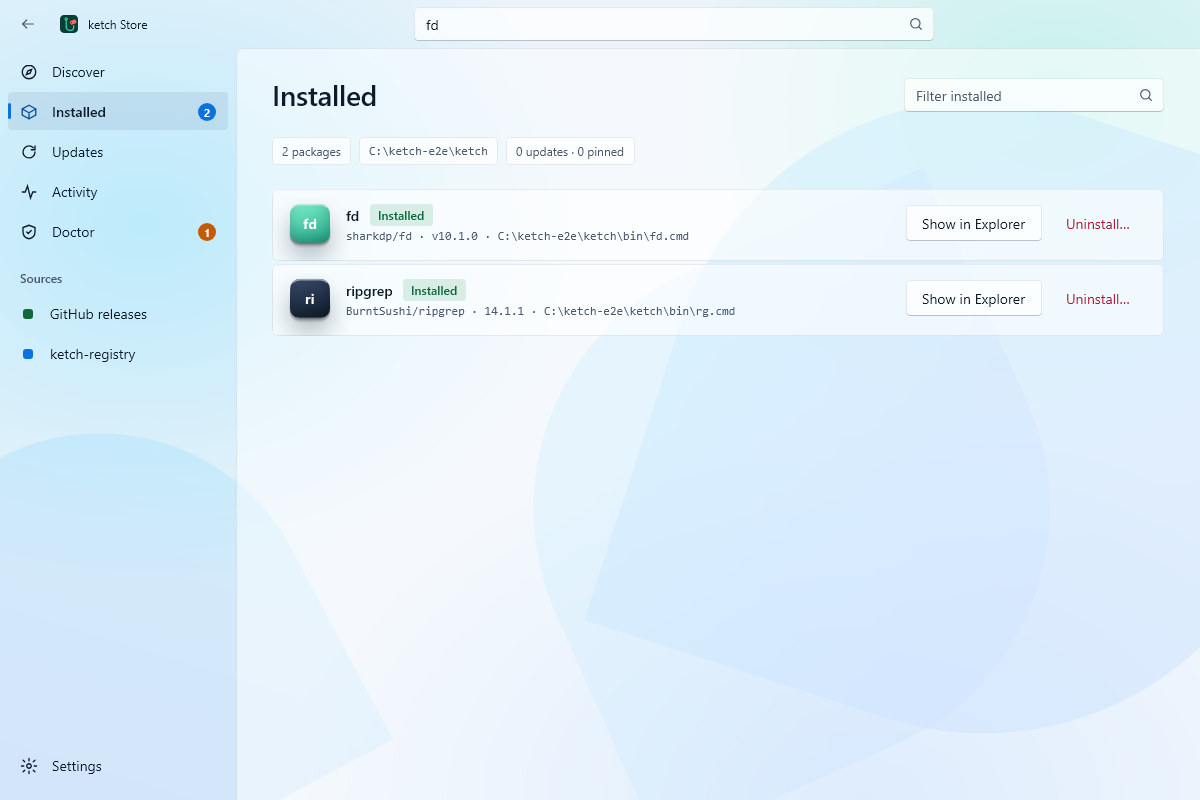 ketch Store
fd
Discover
Installed 2
Updates
Activity
Doctor 1
Sources
GitHub releases
ketch-registry
Settings
Installed
Filter installed
2 packages
C:\ketch-e2e\ketch
0 updates · 0 pinned
fd
fd Installed
sharkdp/fd · v10.1.0 · C:\ketch-e2e\ketch\bin\fd.cmd
Show in Explorer
Uninstall...
ri
ripgrep Installed
BurntSushi/ripgrep · 14.1.1 · C:\ketch-e2e\ketch\bin\rg.cmd
Show in Explorer
Uninstall...